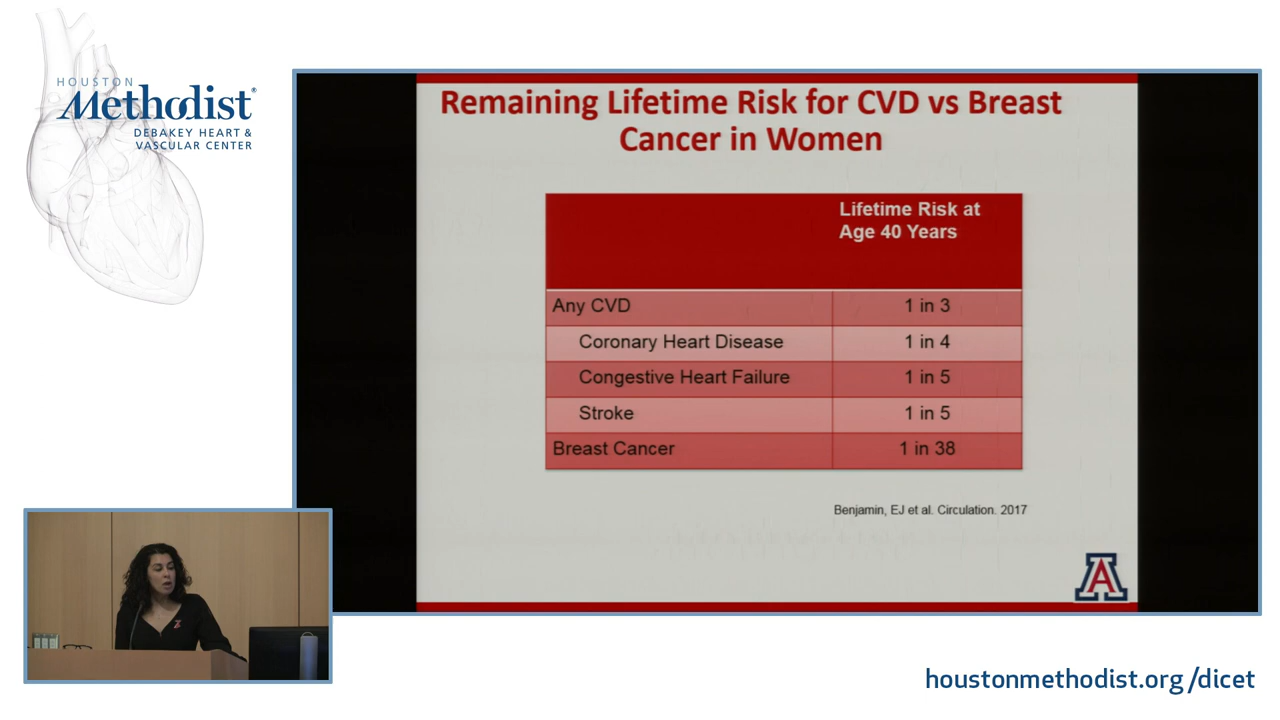 HOUSTON
Methodist®
DEBAKEY HEART &
VASCULAR CENTER
Remaining Lifetime Risk for CVD vs Breast
Cancer in Women
Lifetime Risk at
Age 40 Years
Any CVD 1 in 3
Coronary Heart Disease 1 in 4
Congestive Heart Failure 1 in 5
Stroke 1 in 5
Breast Cancer 1 in 38
Benjamin, EJ et al. Circulation. 2017
A
houstonmethodist.org/dicet